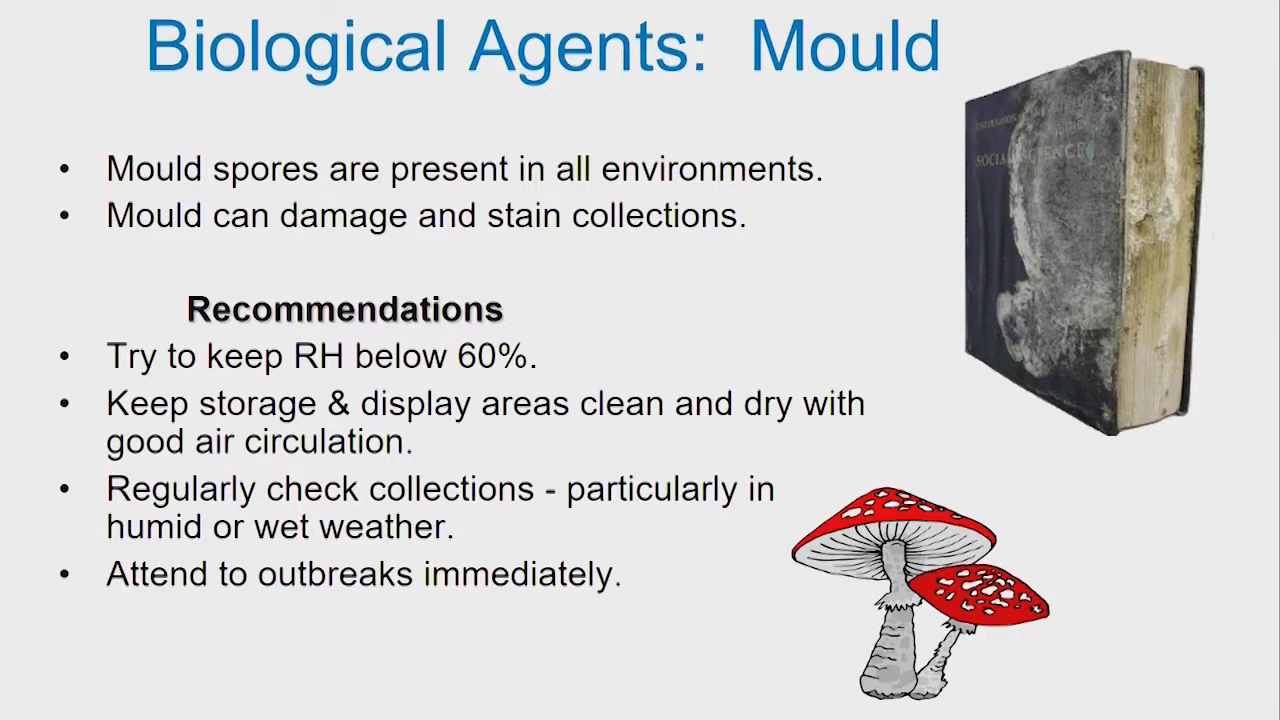 Biological Agents: Mould
• Mould spores are present in all environments.
• Mould can damage and stain collections.
Recommendations
• Try to keep RH below 60%.
• Keep storage & display areas clean and dry with
good air circulation.
• Regularly check collections - particularly in
humid or wet weather.
• Attend to outbreaks immediately.
SOCIAL SCIENCE